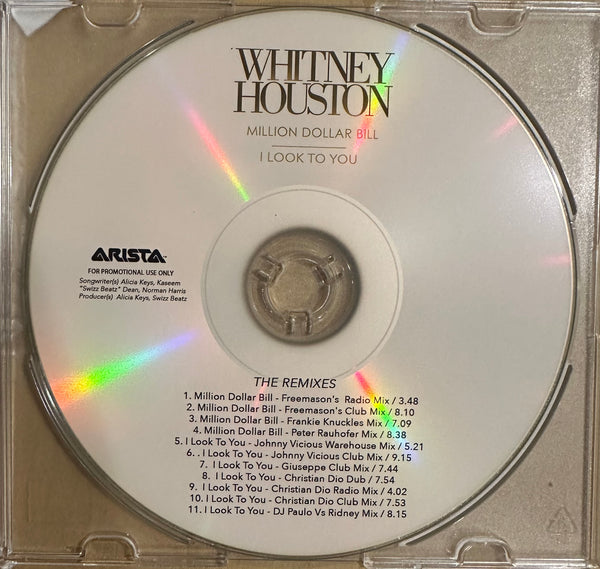 WHITNEY
HOUSTON
MILLION DOLLAR BILL
I LOOK TO YOU
ARISTA
FOR PROMOTIONAL USE ONLY
Songwriter(s) Alicia Keys, Kaseem
"Swizz Beatz" Dean, Norman Harris
Producer(s) Alicia Keys, Swizz Beatz
THE REMIXES
1. Million Dollar Bill - Freemason's Radio Mix / 3.48
2. Million Dollar Bill - Freemason's Club Mix / 8.10
3. Million Dollar Bill - Frankie Knuckles Mix / 7.09
4. Million Dollar Bill - Peter Rauhofer Mix / 8.38
5. I Look To You - Johnny Vicious Warehouse Mix / 5.21
6. . I Look To You - Johnny Vicious Club Mix / 9.15
7. I Look To You - Giuseppe Club Mix / 7.44
8. I Look To You - Christian Dio Dub / 7.54
9. I Look To You - Christian Dio Radio Mix / 4.02
10. I Look To You - Christian Dio Club Mix / 7.53
11. I Look To You - DJ Paulo Vs Ridney Mix / 8.15